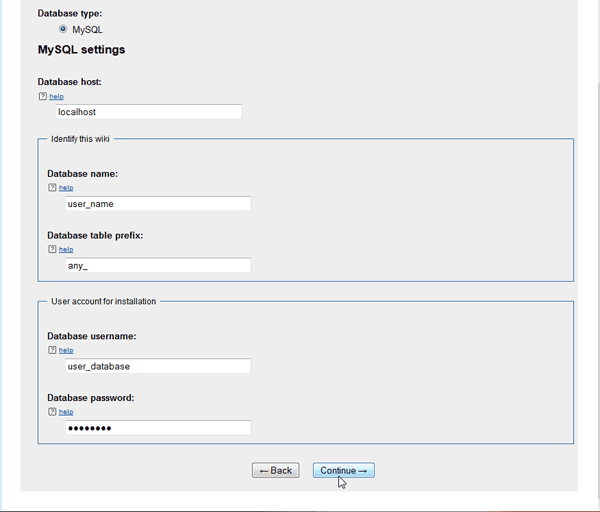 Database type:
MySQL
MySQL settings
Database host:
? help
localhost
Identify this wiki
Database name:
? help
user_name
Database table prefix:
? help
any_
User account for installation
Database username:
? help
user_database
Database password:
? help
●●●●●●●●
← Back Continue →